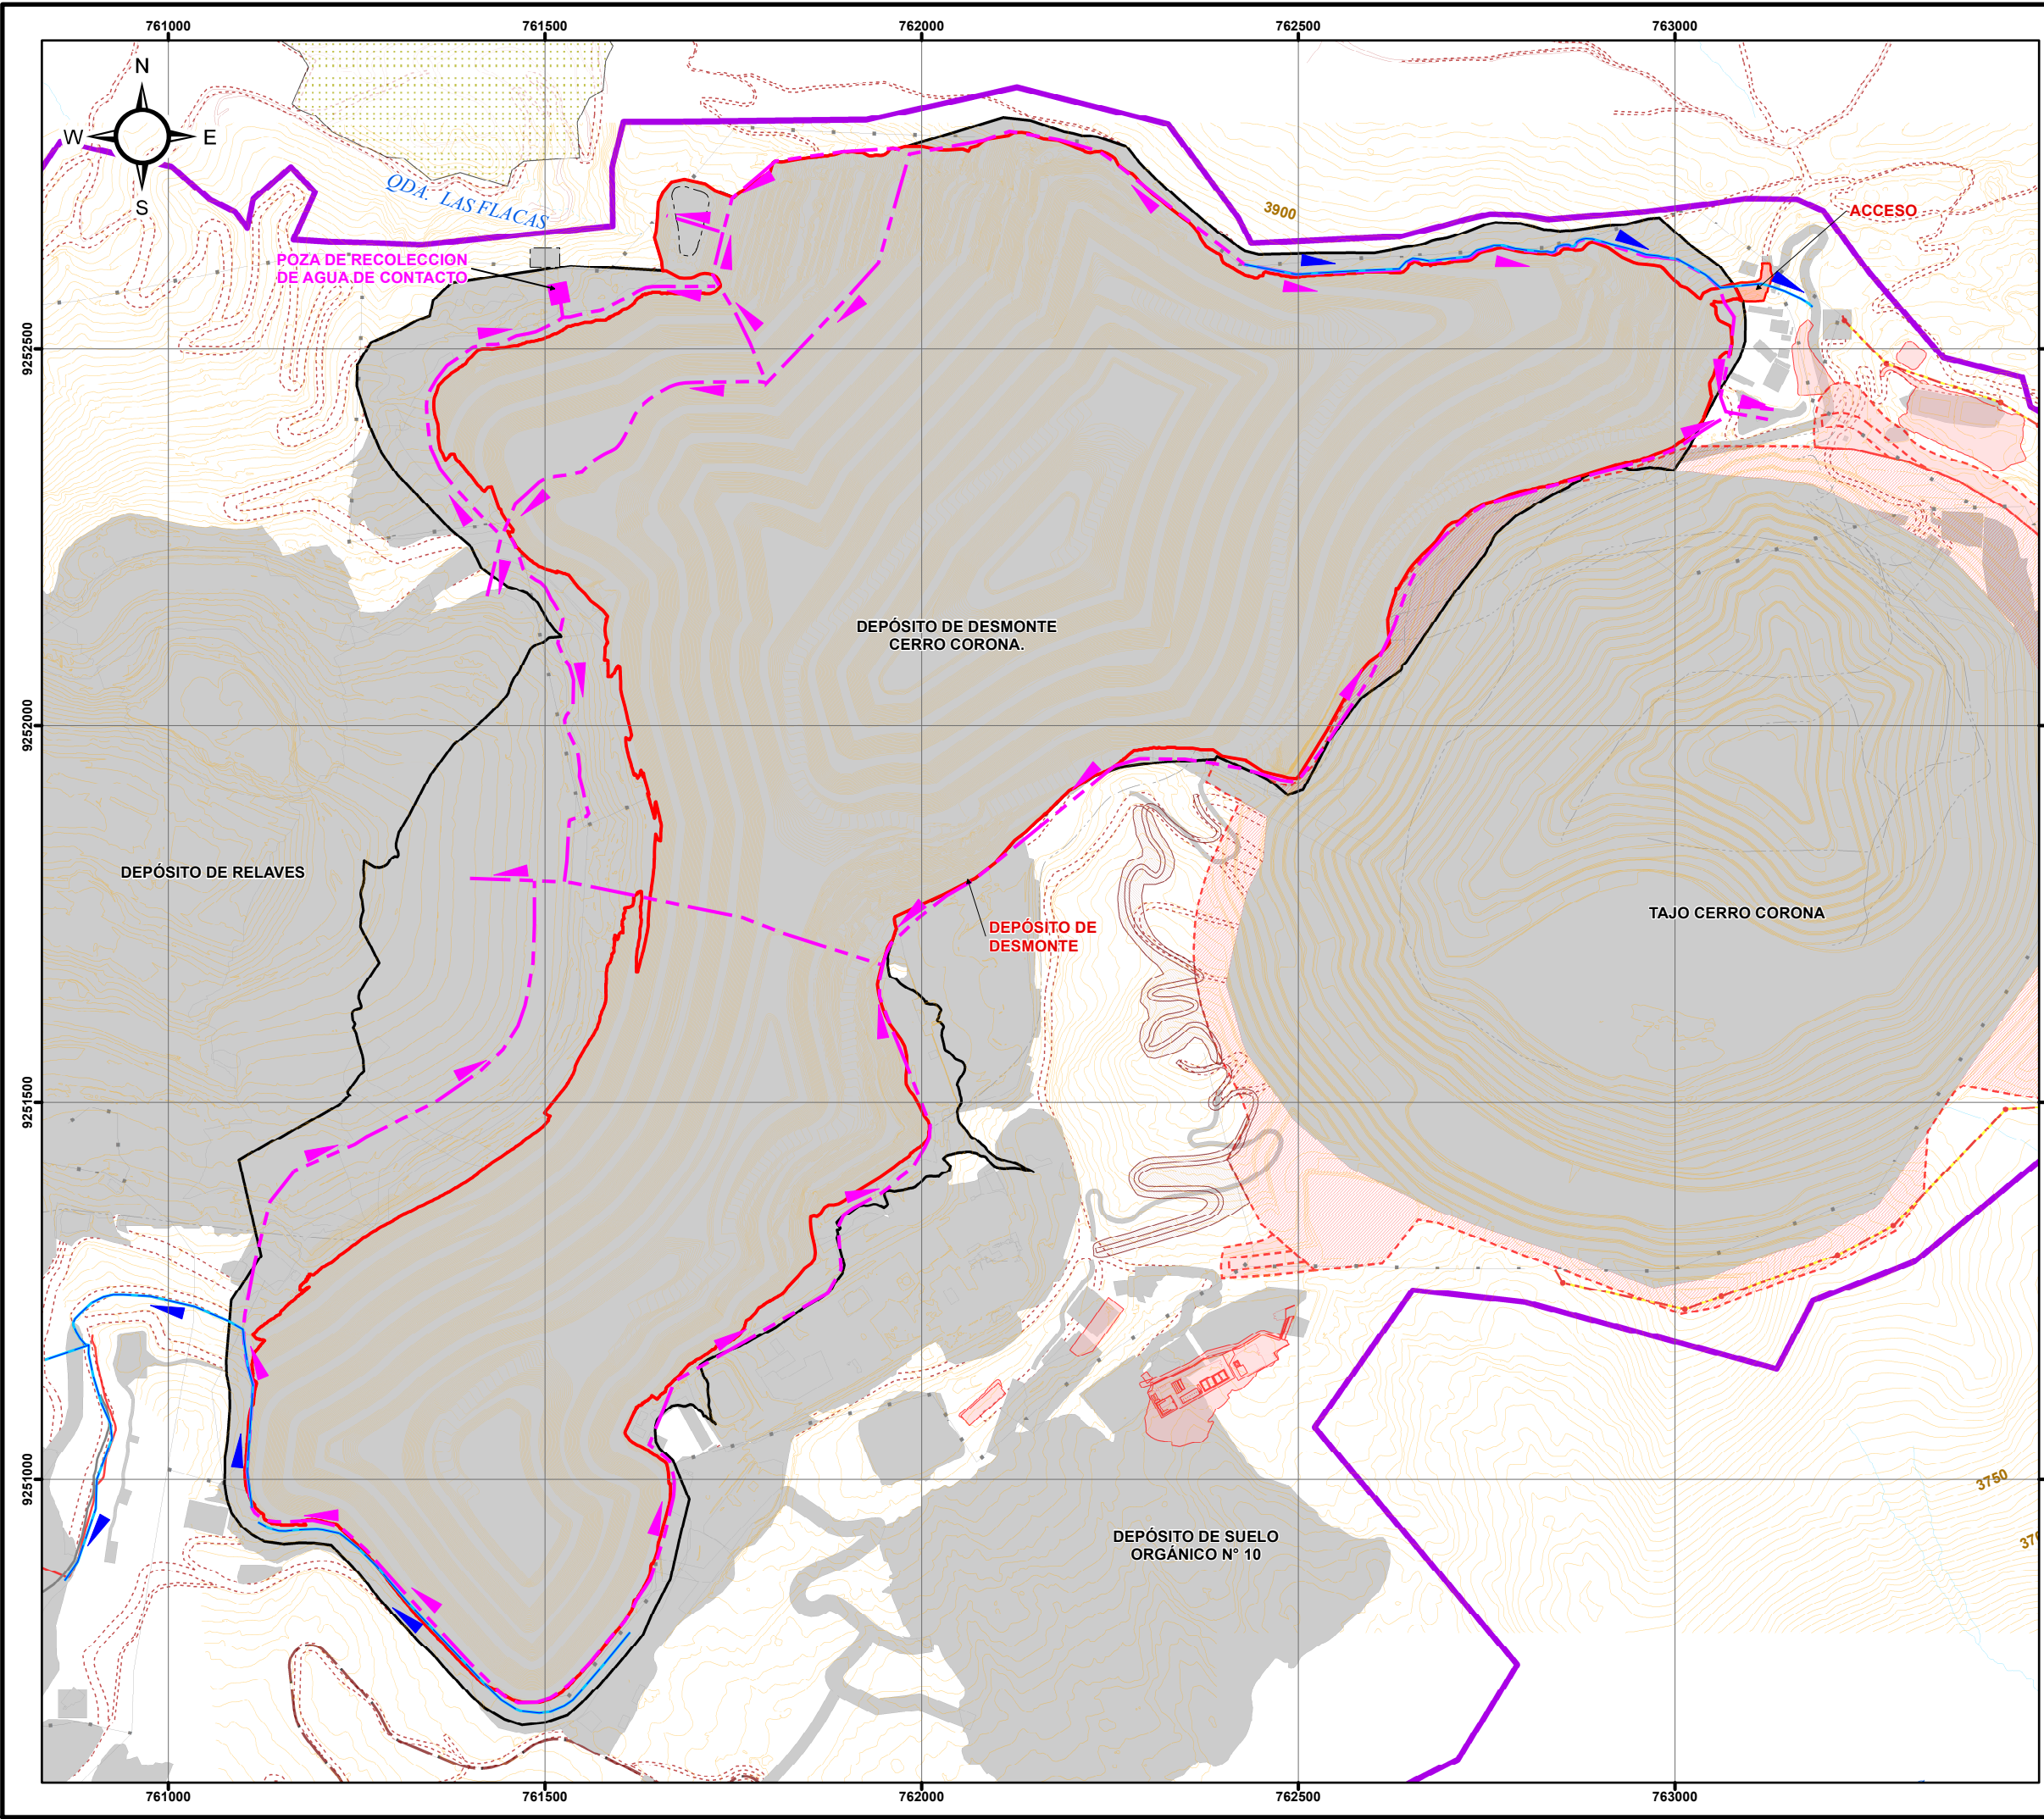 761000 761500 762000 762500 763000
N
W E
S
QDA. LAS FLACAS
3900
ACCESO
POZA DE RECOLECCION
DE AGUA DE CONTACTO
9252500
DEPÓSITO DE DESMONTE
CERRO CORONA.
9252000
DEPÓSITO DE RELAVES
TAJO CERRO CORONA
DEPÓSITO DE
DESMONTE
9251500
9251000
3750
DEPÓSITO DE SUELO
ORGÁNICO N° 10
761000 761500 762000 762500 763000